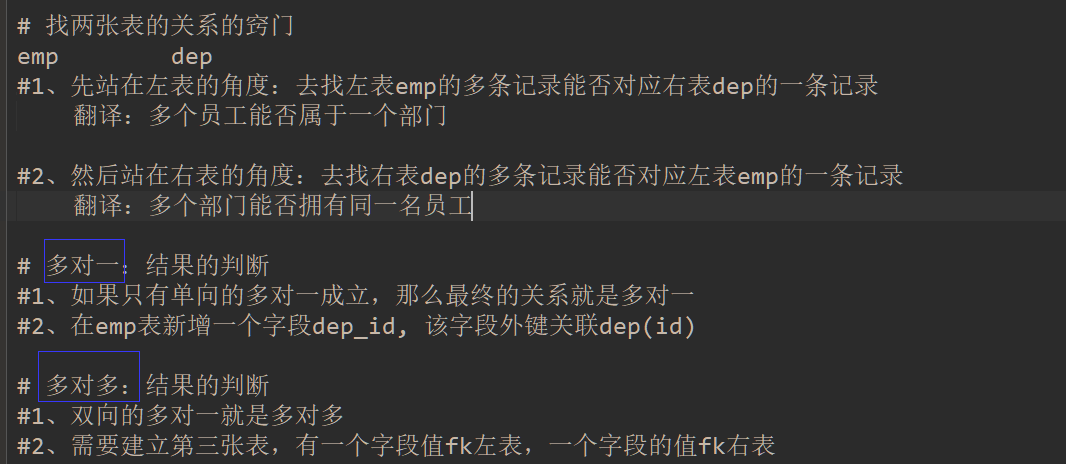 # 找两张表的关系的窍门
emp dep
#1、先站在左表的角度：去找左表emp的多条记录能否对应右表dep的一条记录
翻译：多个员工能否属于一个部门
#2、然后站在右表的角度：去找右表dep的多条记录能否对应左表emp的一条记录
翻译：多个部门能否拥有同一名员工
# 多对一：结果的判断
#1、如果只有单向的多对一成立，那么最终的关系就是多对一
#2、在emp表新增一个字段dep_id, 该字段外键关联dep(id)
# 多对多：结果的判断
#1、双向的多对一就是多对多
#2、需要建立第三张表，有一个字段值fk左表，一个字段的值fk右表